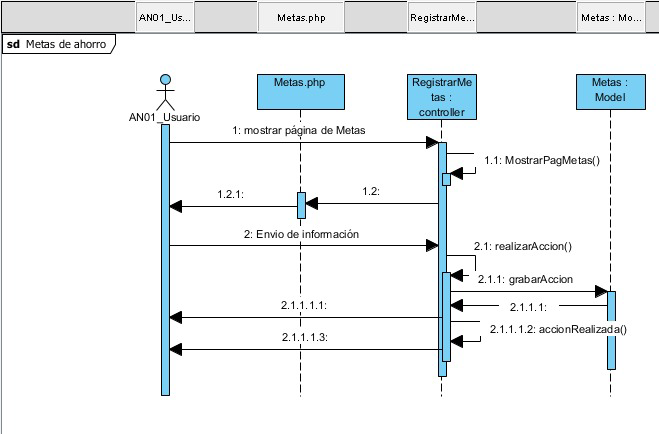 AN01_Us...
Metas.php
RegistrarMe...
Metas : Mo...
sd Metas de ahorro
AN01_Usuario
Metas.php
RegistrarMe
tas :
controller
Metas :
Model
1: mostrar página de Metas
1.1: MostrarPagMetas()
1.2:
1.2.1:
2: Envio de información
2.1: realizarAccion()
2.1.1: grabarAccion
2.1.1.1:
2.1.1.1.1:
2.1.1.1.2: accionRealizada()
2.1.1.1.3: